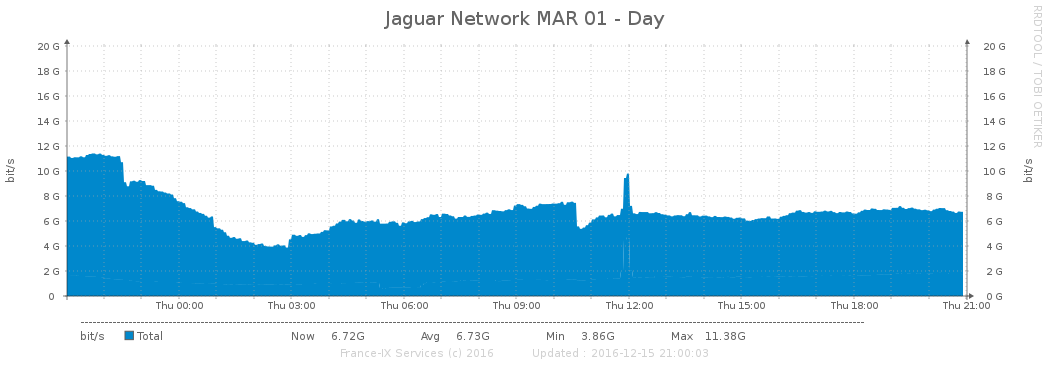 Jaguar Network MAR 01 - Day
RRDTOOL / TOBI OETIKER
bit/s
bit/s
20 G 20 G
18 G 18 G
16 G 16 G
14 G 14 G
12 G 12 G
10 G 10 G
8 G 8 G
6 G 6 G
4 G 4 G
2 G 2 G
0 0 G
Thu 00:00 Thu 03:00 Thu 06:00 Thu 09:00 Thu 12:00 Thu 15:00 Thu 18:00 Thu 21:00
bit/s Total Now 6.72G Avg 6.73G Min 3.86G Max 11.38G
France-IX Services (c) 2016 Updated : 2016-12-15 21:00:03